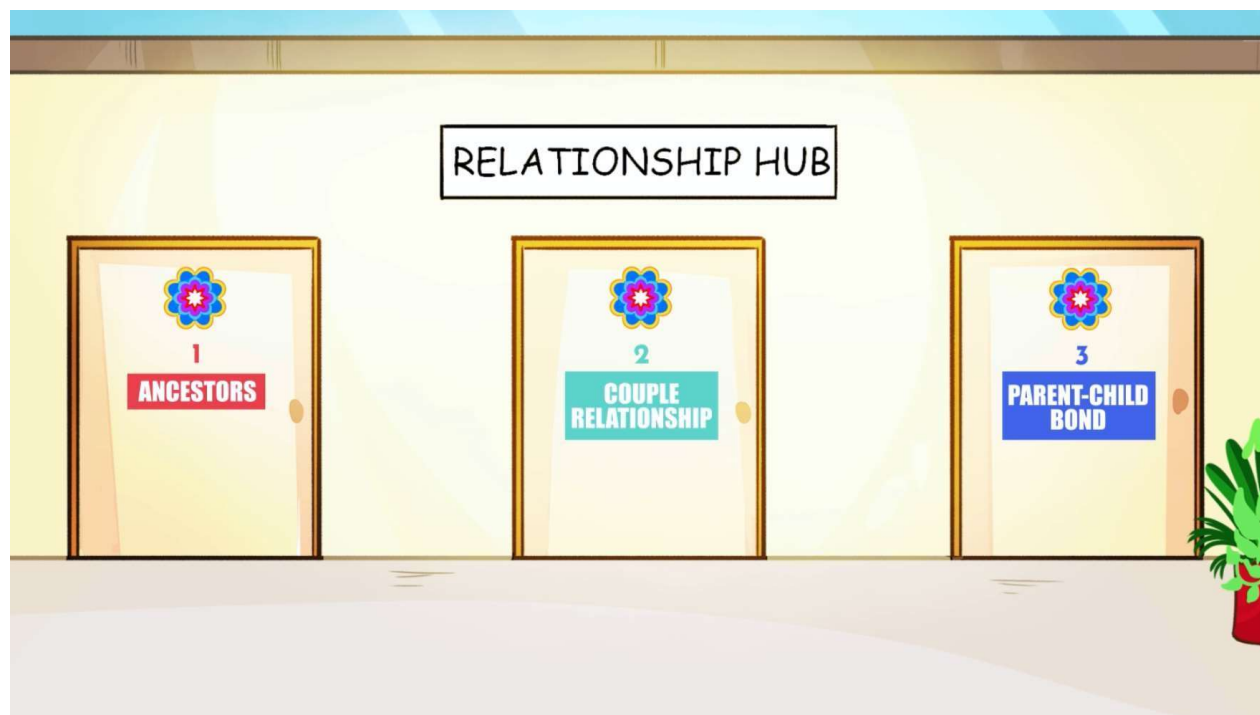 RELATIONSHIP HUB
1
ANCESTORS
2
COUPLE
RELATIONSHIP
3
PARENT-CHILD
BOND